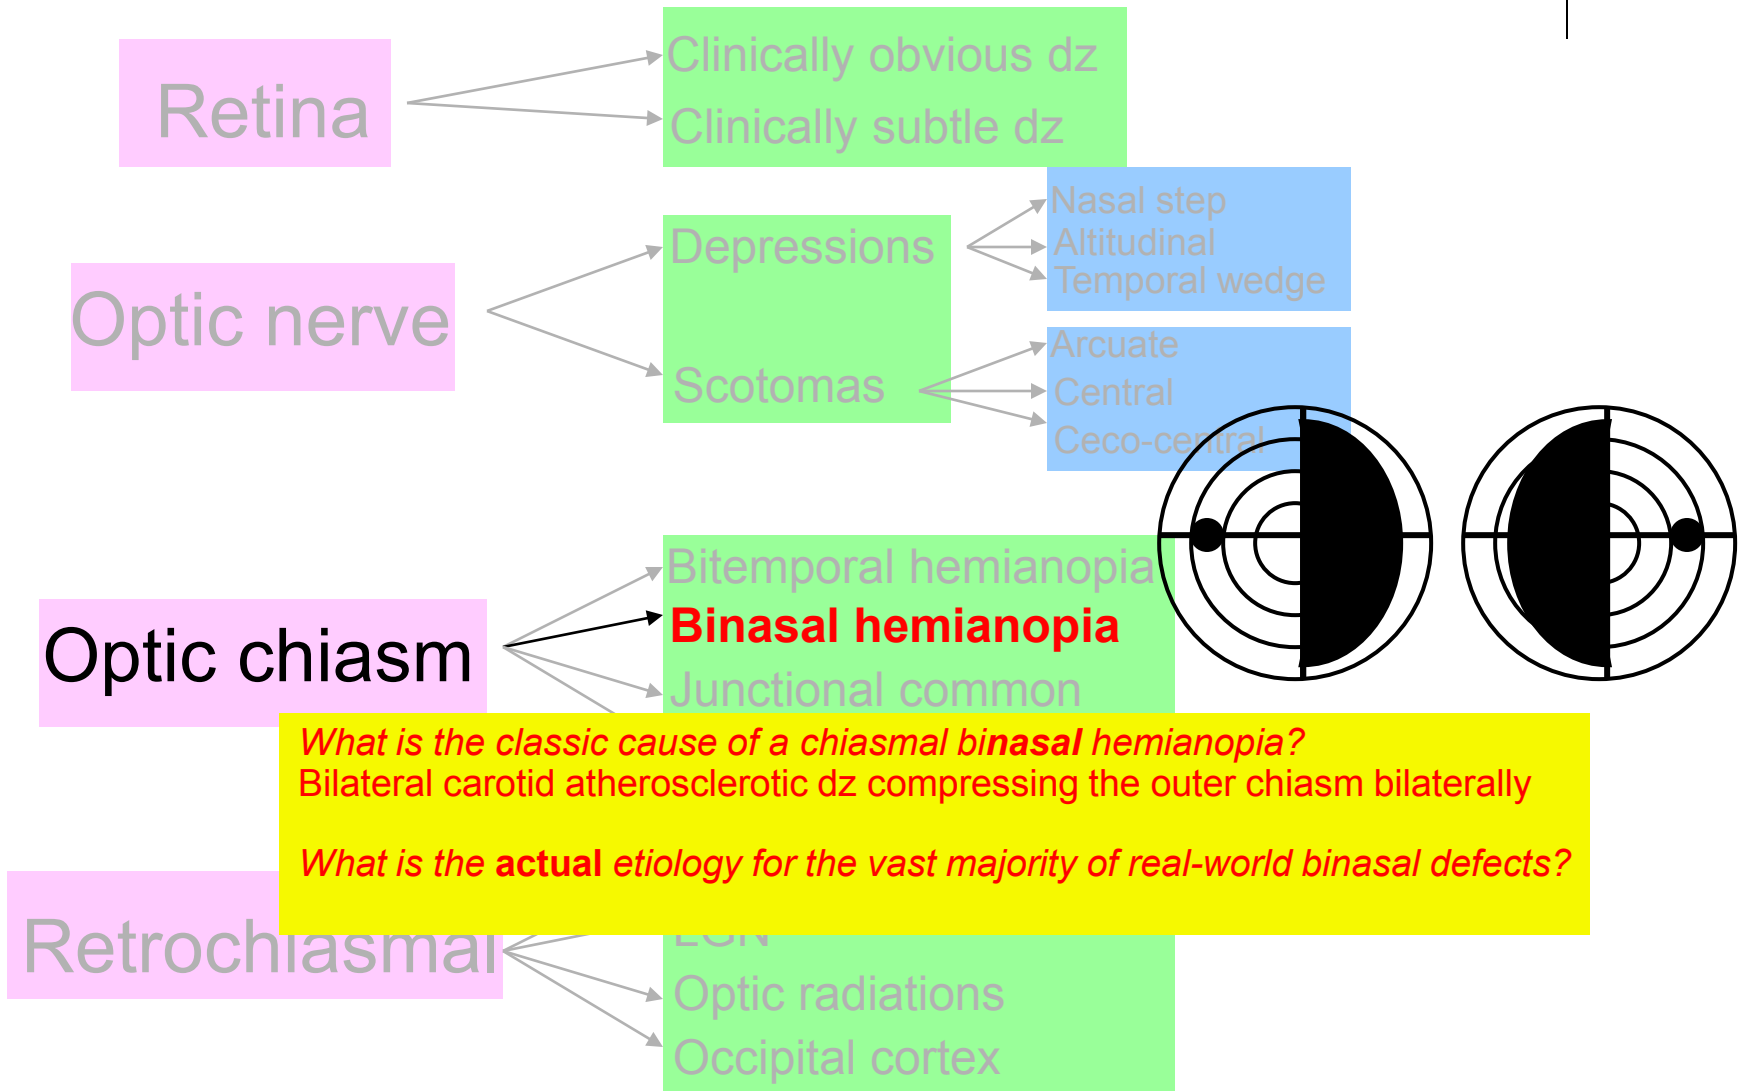 Retina
Clinically obvious dz
Clinically subtle dz
Optic nerve
Depressions
Nasal step
Altitudinal
Temporal wedge
Scotomas
Arcuate
Central
Ceco-central
Optic chiasm
Bitemporal hemianopia
Binasal hemianopia
Junctional common
What is the classic cause of a chiasmal binasal hemianopia?
Bilateral carotid atherosclerotic dz compressing the outer chiasm bilaterally
What is the actual etiology for the vast majority of real-world binasal defects?
Retrochiasmal
LGN
Optic radiations
Occipital cortex